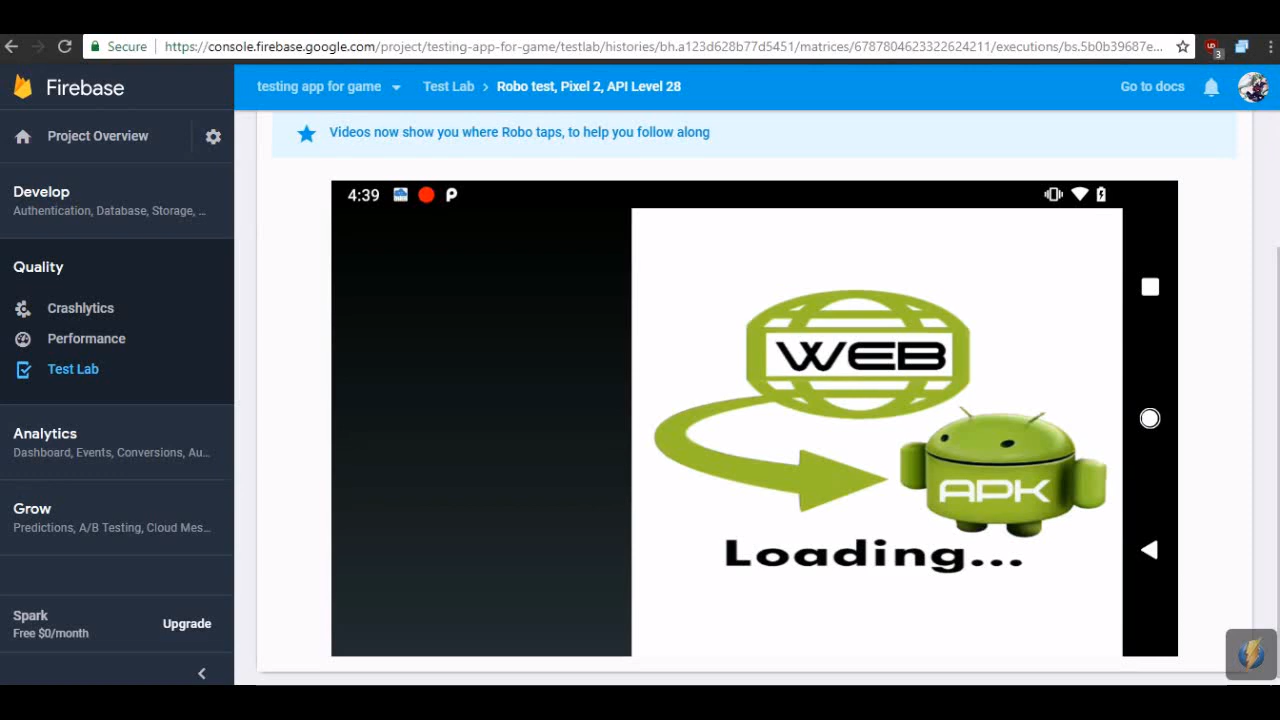 Secure
https://console.firebase.google.com/project/testing-app-for-game/testlab/histories/bh.a123d628b77d5451/matrices/6787804623322624211/executions/bs.5b0b39687e...
3
Firebase
testing app for game
Test Lab > Robo test, Pixel 2, API Level 28
Go to docs
Project Overview
Videos now show you where Robo taps, to help you follow along
Develop
Authentication, Database, Storage, ...
Quality
Crashlytics
Performance
Test Lab
Analytics
Dashboard, Events, Conversions, Au...
Grow
Predictions, A/B Testing, Cloud Mes...
Spark
Free $0/month
Upgrade
4:39
WEB
APK
Loading...